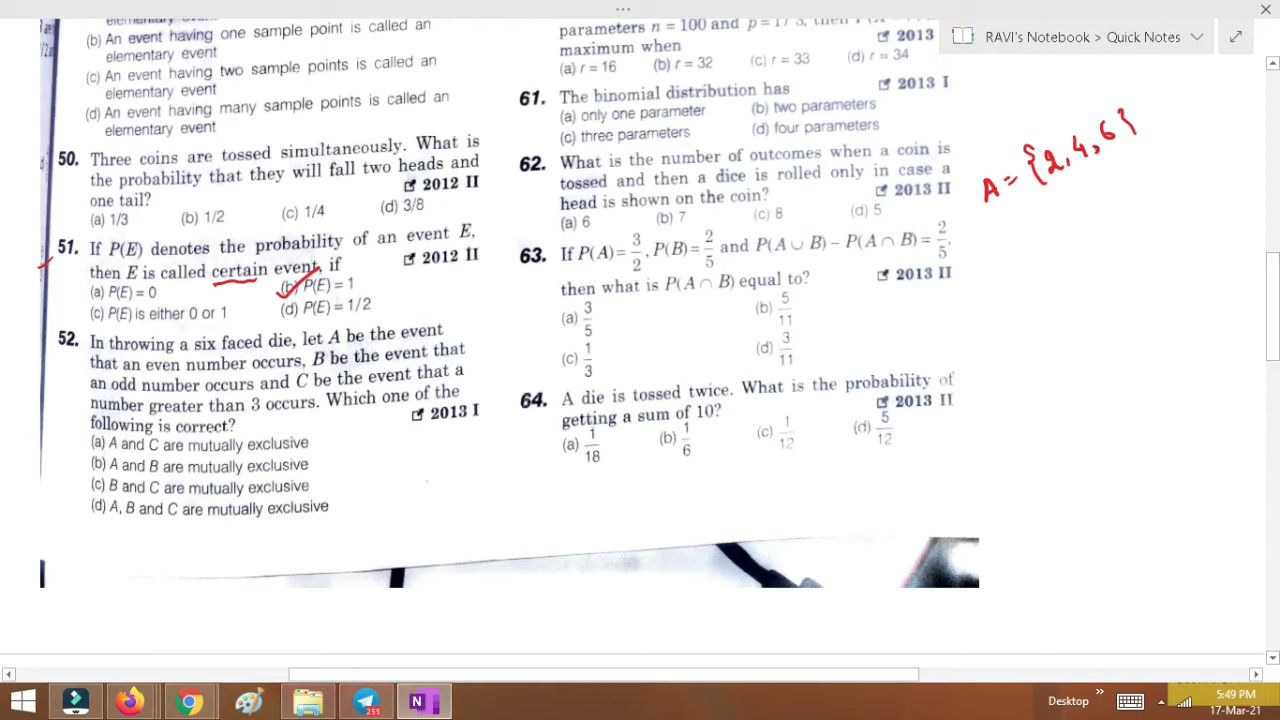 RAVI's Notebook > Quick Notes
elementary event
(b) An event having one sample point is called an
elementary event
(c) An event having two sample points is called an
elementary event
(d) An event having many sample points is called an
elementary event
50. Three coins are tossed simultaneously. What is
the probability that they will fall two heads and
one tail? 2012 II
(a) 1/3 (b) 1/2 (c) 1/4 (d) 3/8
51. If P(E) denotes the probability of an event E,
then E is called certain event, if 2012 II
(a) P(E) = 0 (b) P(E) = 1
(c) P(E) is either 0 or 1 (d) P(E) = 1/2
52. In throwing a six faced die, let A be the event
that an even number occurs, B be the event that
an odd number occurs and C be the event that a
number greater than 3 occurs. Which one of the
following is correct? 2013 I
(a) A and C are mutually exclusive
(b) A and B are mutually exclusive
(c) B and C are mutually exclusive
(d) A, B and C are mutually exclusive
parameters n = 100 and p = 1/3, then
maximum when 2013
(a) r = 16 (b) r = 32 (c) r = 33 (d) r = 34
61. The binomial distribution has 2013 I
(a) only one parameter (b) two parameters
(c) three parameters (d) four parameters
62. What is the number of outcomes when a coin is
tossed and then a dice is rolled only in case a
head is shown on the coin? 2013 II
(a) 6 (b) 7 (c) 8 (d) 5
63. If P(A) = 3/2, P(B) = 2/5 and P(A ∪ B) − P(A ∩ B) = 2/5,
then what is P(A ∩ B) equal to? 2013 II
(a) 3/5 (b) 5/11
(c) 1/3 (d) 3/11
64. A die is tossed twice. What is the probability of
getting a sum of 10? 2013 II
(a) 1/18 (b) 1/6 (c) 1/12 (d) 5/12
A = {2, 4, 6}
255
N
Desktop
5:49 PM
17-Mar-21